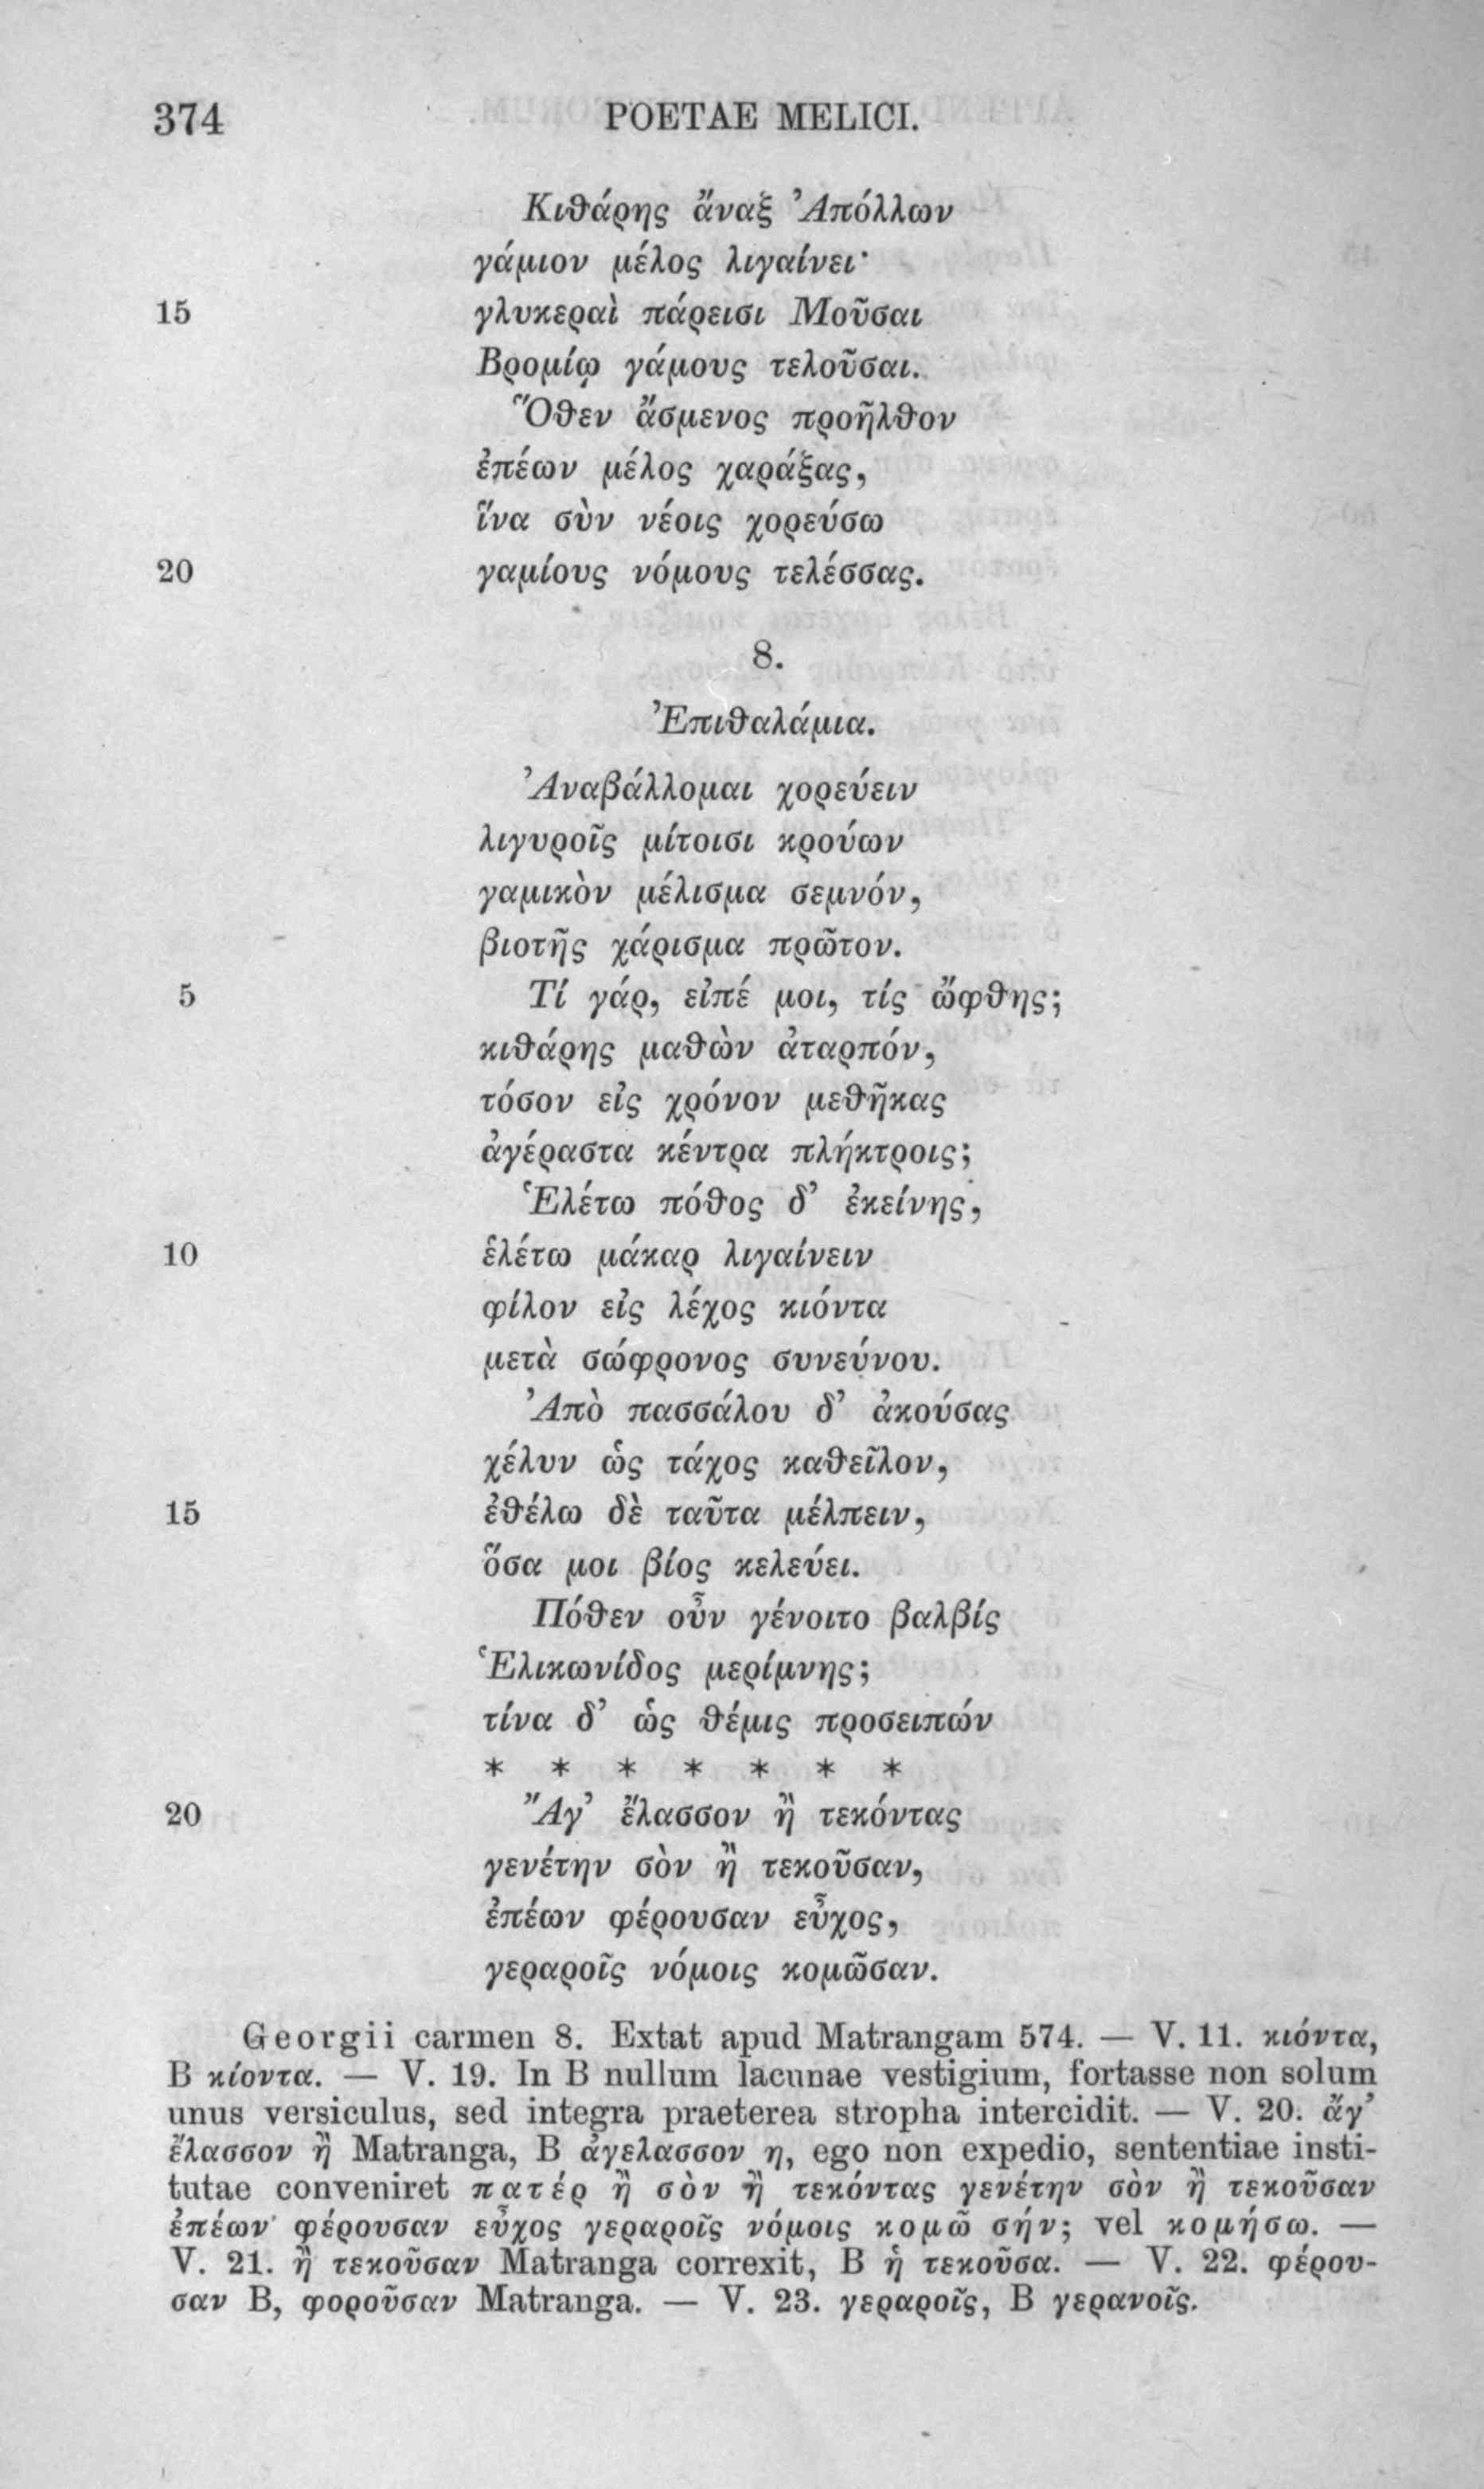 374 POETAE MELICI.
Κιθάρης ἄναξ Ἀπόλλων
γάμιον μέλος λιγαίνει·
15 γλυκεραὶ πάρεισι Μοῦσαι
Βρομίῳ γάμους τελοῦσαι.
Ὅθεν ἄσμενος προῆλθον
ἐπέων μέλος χαράξας,
ἵνα σὺν νέοις χορεύσω
20 γαμίους νόμους τελέσσας.
8.
Ἐπιθαλάμια.
Ἀναβάλλομαι χορεύειν
λιγυροῖς μίτοισι κρούων
γαμικὸν μέλισμα σεμνόν,
βιοτῆς χάρισμα πρῶτον.
5 Τί γάρ, εἰπέ μοι, τίς ὤφθης;
κιθάρης μαθὼν ἀταρπόν,
τόσον εἰς χρόνον μεθῆκας
ἀγέραστα κέντρα πλήκτροις;
Ἑλέτω πόθος δ’ ἐκείνης,
10 ἑλέτω μάκαρ λιγαίνειν
φίλον εἰς λέχος κιόντα
μετὰ σώφρονος συνεύνου.
Ἀπὸ πασσάλου δ’ ἀκούσας
χέλυν ὡς τάχος καθεῖλον,
15 ἐθέλω δὲ ταῦτα μέλπειν,
ὅσα μοι βίος κελεύει.
Πόθεν οὖν γένοιτο βαλβίς
Ἑλικωνίδος μερίμνης;
τίνα δ’ ὡς θέμις προσειπών
* * * * * * *
20 Ἄγ’ ἔλασσον ἢ τεκόντας
γενέτην σὸν ἢ τεκοῦσαν,
ἐπέων φέρουσαν εὖχος,
γεραροῖς νόμοις κομῶσαν.
Georgii carmen 8. Extat apud Matrangam 574. — V. 11. κιόντα,
B κίοντα. — V. 19. In B nullum lacunae vestigium, fortasse non solum
unus versiculus, sed integra praeterea stropha intercidit. — V. 20. ἄγ’
ἔλασσον ἢ Matranga, B ἀγελασσον η, ego non expedio, sententiae insti-
tutae conveniret πατέρ ἢ σὸν ἢ τεκόντας γενέτην σὸν ἢ τεκοῦσαν
ἐπέων φέρουσαν εὖχος γεραροῖς νόμοις κομῶ σήν; vel κομήσω. —
V. 21. ἢ τεκοῦσαν Matranga correxit, B ἡ τεκοῦσα. — V. 22. φέρου-
σαν B, φοροῦσαν Matranga. — V. 23. γεραροῖς, B γερανοῖς.